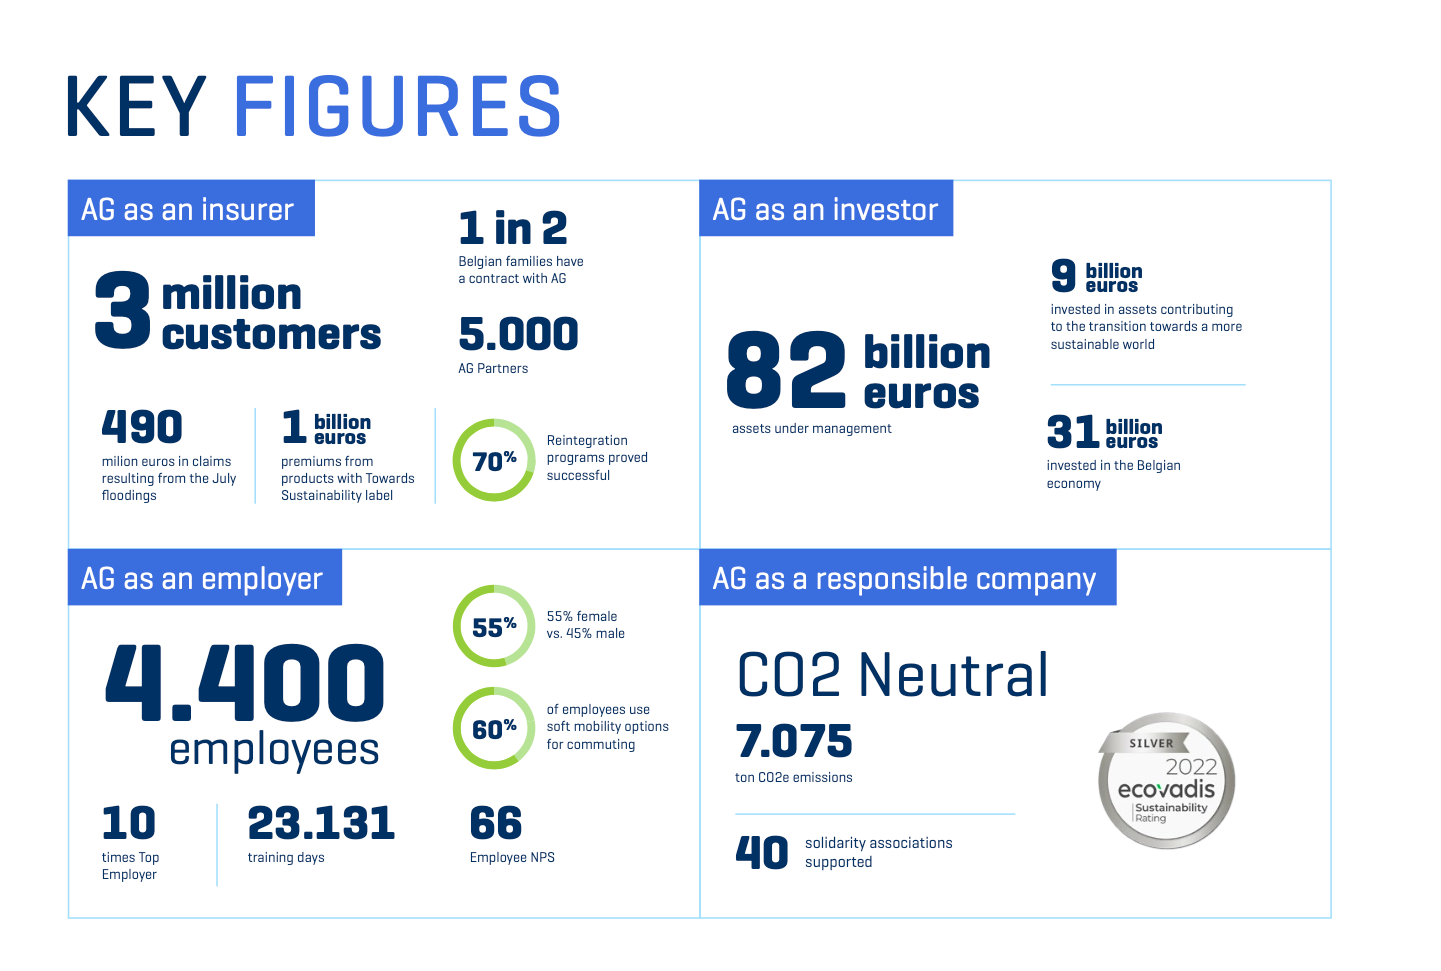 KEY FIGURES
AG as an insurer
3 million
customers
1 in 2
Belgian families have
a contract with AG
5.000
AG Partners
490
milion euros in claims
resulting from the July
floodings
1 billion
euros
premiums from
products with Towards
Sustainability label
70%
Reintegration
programs proved
successful
AG as an investor
82 billion
euros
assets under management
9 billion
euros
invested in assets contributing
to the transition towards a more
sustainable world
31 billion
euros
invested in the Belgian
economy
AG as an employer
4.400
employees
55%
55% female
vs. 45% male
60%
of employees use
soft mobility options
for commuting
10
times Top
Employer
23.131
training days
66
Employee NPS
AG as a responsible company
CO2 Neutral
7.075
ton CO2e emissions
40
solidarity associations
supported
SILVER
2022
ecovadis
Sustainability
Rating